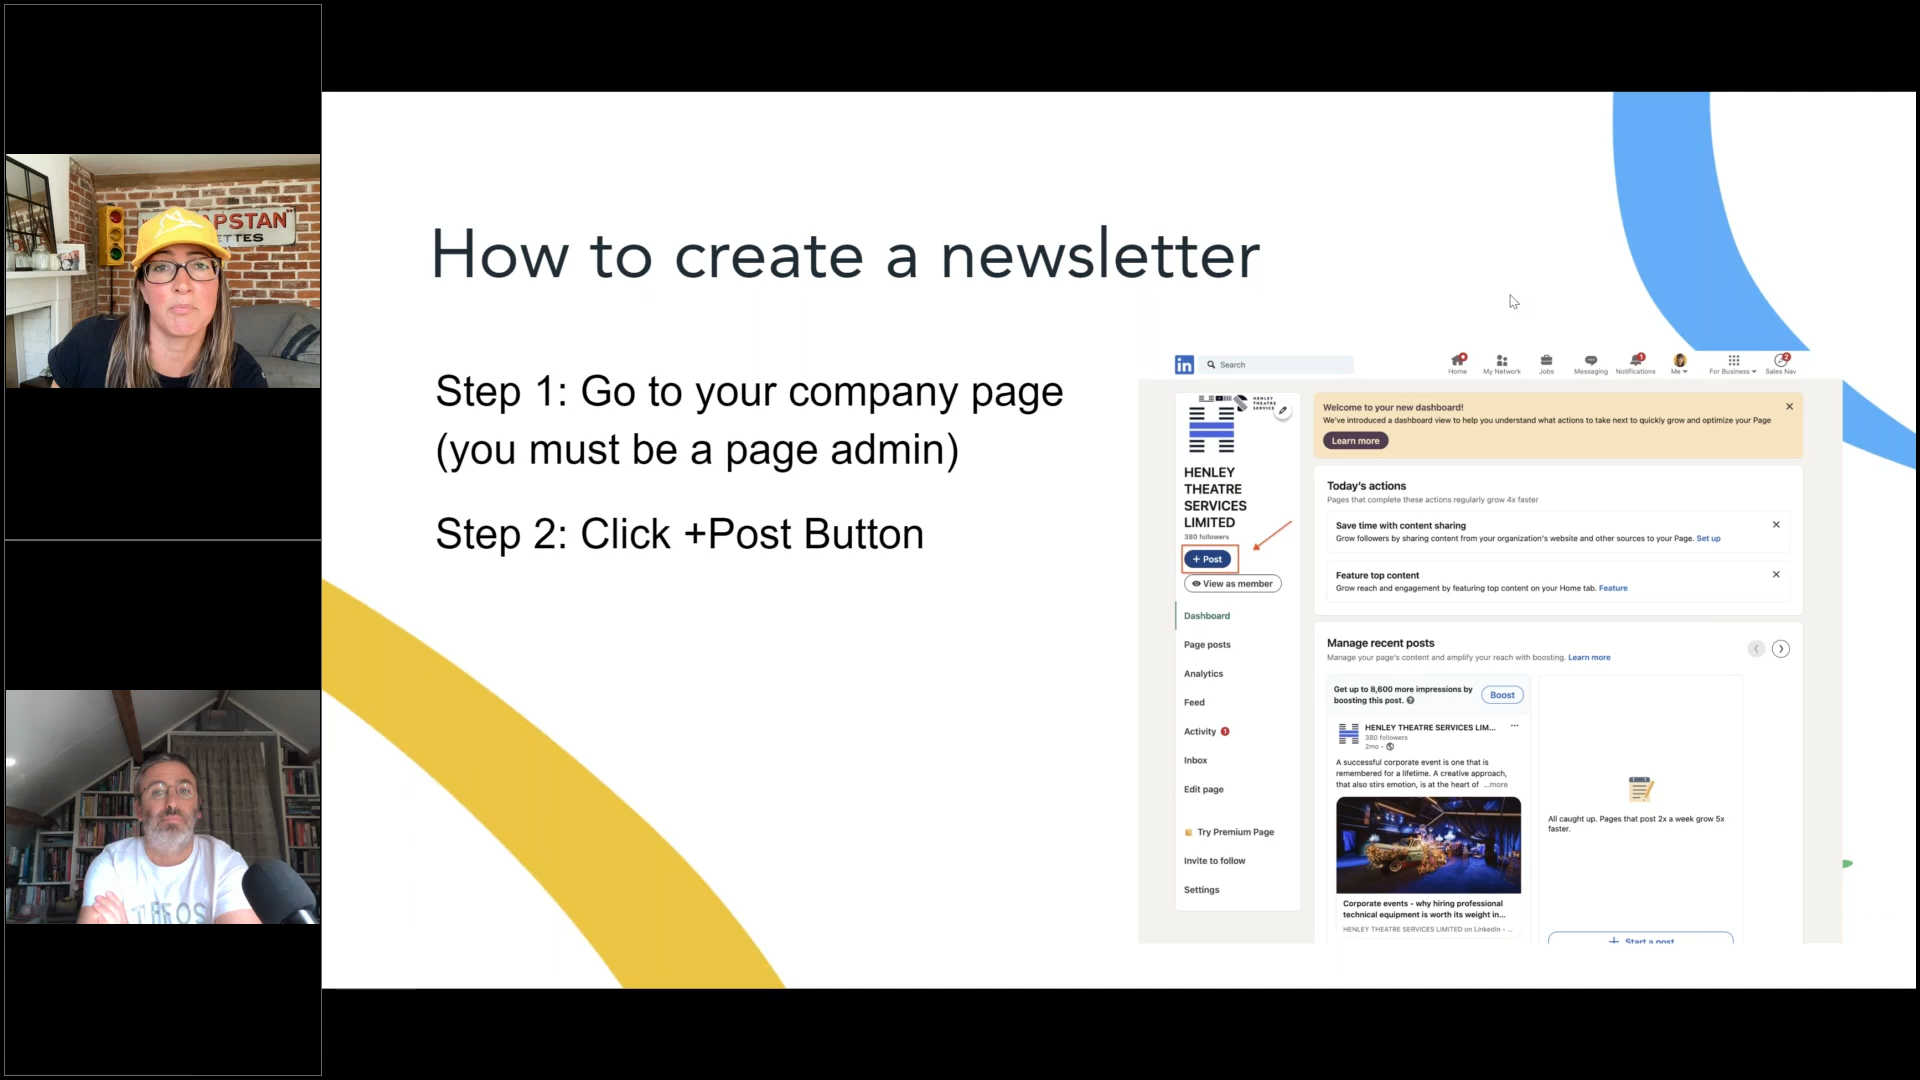 APSTAN"
ETTES
How to create a newsletter
Step 1: Go to your company page
(you must be a page admin)
Step 2: Click +Post Button
in
Search
Home
My Network
Jobs
Messaging
1
Notifications
Me
For Business
2
Sales Nav
HENLEY
THEATRE
SERVICES
HENLEY
THEATRE
SERVICES
LIMITED
380 followers
+ Post
View as member
Dashboard
Page posts
Analytics
Feed
Activity 1
Inbox
Edit page
Try Premium Page
Invite to follow
Settings
Welcome to your new dashboard!
We've introduced a dashboard view to help you understand what actions to take next to quickly grow and optimize your Page
Learn more
Today's actions
Pages that complete these actions regularly grow 4x faster
Save time with content sharing
Grow followers by sharing content from your organization's website and other sources to your Page. Set up
Feature top content
Grow reach and engagement by featuring top content on your Home tab. Feature
Manage recent posts
Manage your page's content and amplify your reach with boosting. Learn more
Get up to 8,600 more impressions by
boosting this post.
Boost
HENLEY THEATRE SERVICES LIM...
380 followers
2mo •
A successful corporate event is one that is
remembered for a lifetime. A creative approach,
that also stirs emotion, is at the heart of ...more
Corporate events - why hiring professional
technical equipment is worth its weight in...
HENLEY THEATRE SERVICES LIMITED on LinkedIn • ...
All caught up. Pages that post 2x a week grow 5x
faster.
+ Start a post